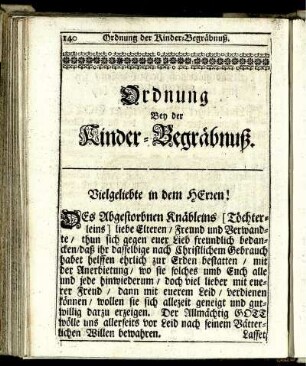 140 Ordnung der Kinder-Begräbnuß.
Ordnung
Bey der
Kinder-Begräbnuß.
Vielgeliebte in dem HErren!
DEs Abgestorbnen Knäbleins [Töchter-
leins] liebe Elteren / Freund und Verwand-
te / thun sich gegen euer Lieb freundlich bedan-
cken / daß ihr dasselbige nach Christlichem Gebrauch
habet helffen ehrlich zur Erden bestatten / mit
der Anerbietung / wo sie solches umb Euch alle
und jede hinwiederum / doch viel lieber mit eue-
rer Freud / dann mit euerem Leid / verdienen
können / wollen sie sich allezeit geneigt und gut-
willig darzu erzeigen. Der Allmächtig GOTT
wölle uns allerseits vor Leid nach seinem Vätter-
lichen Willen bewahren. Lasset